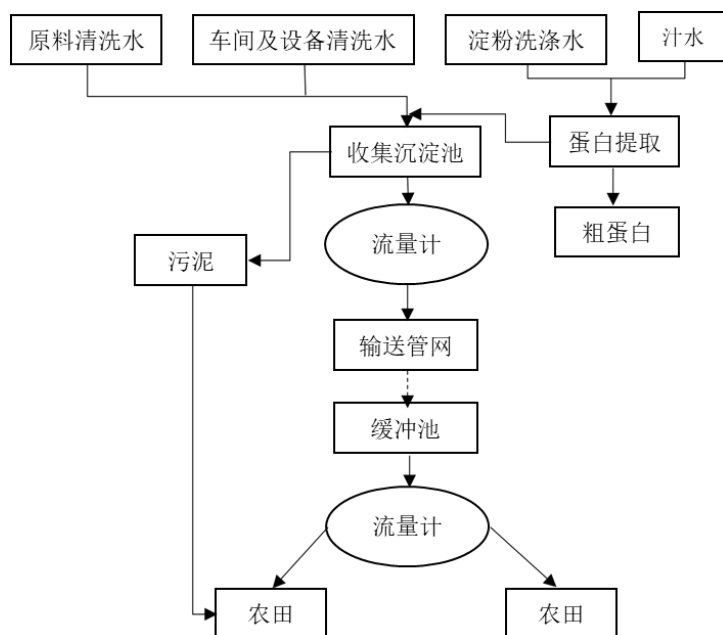 原料清洗水
车间及设备清洗水
淀粉洗涤水
汁水
收集沉淀池
蛋白提取
粗蛋白
流量计
污泥
输送管网
缓冲池
流量计
农田
农田